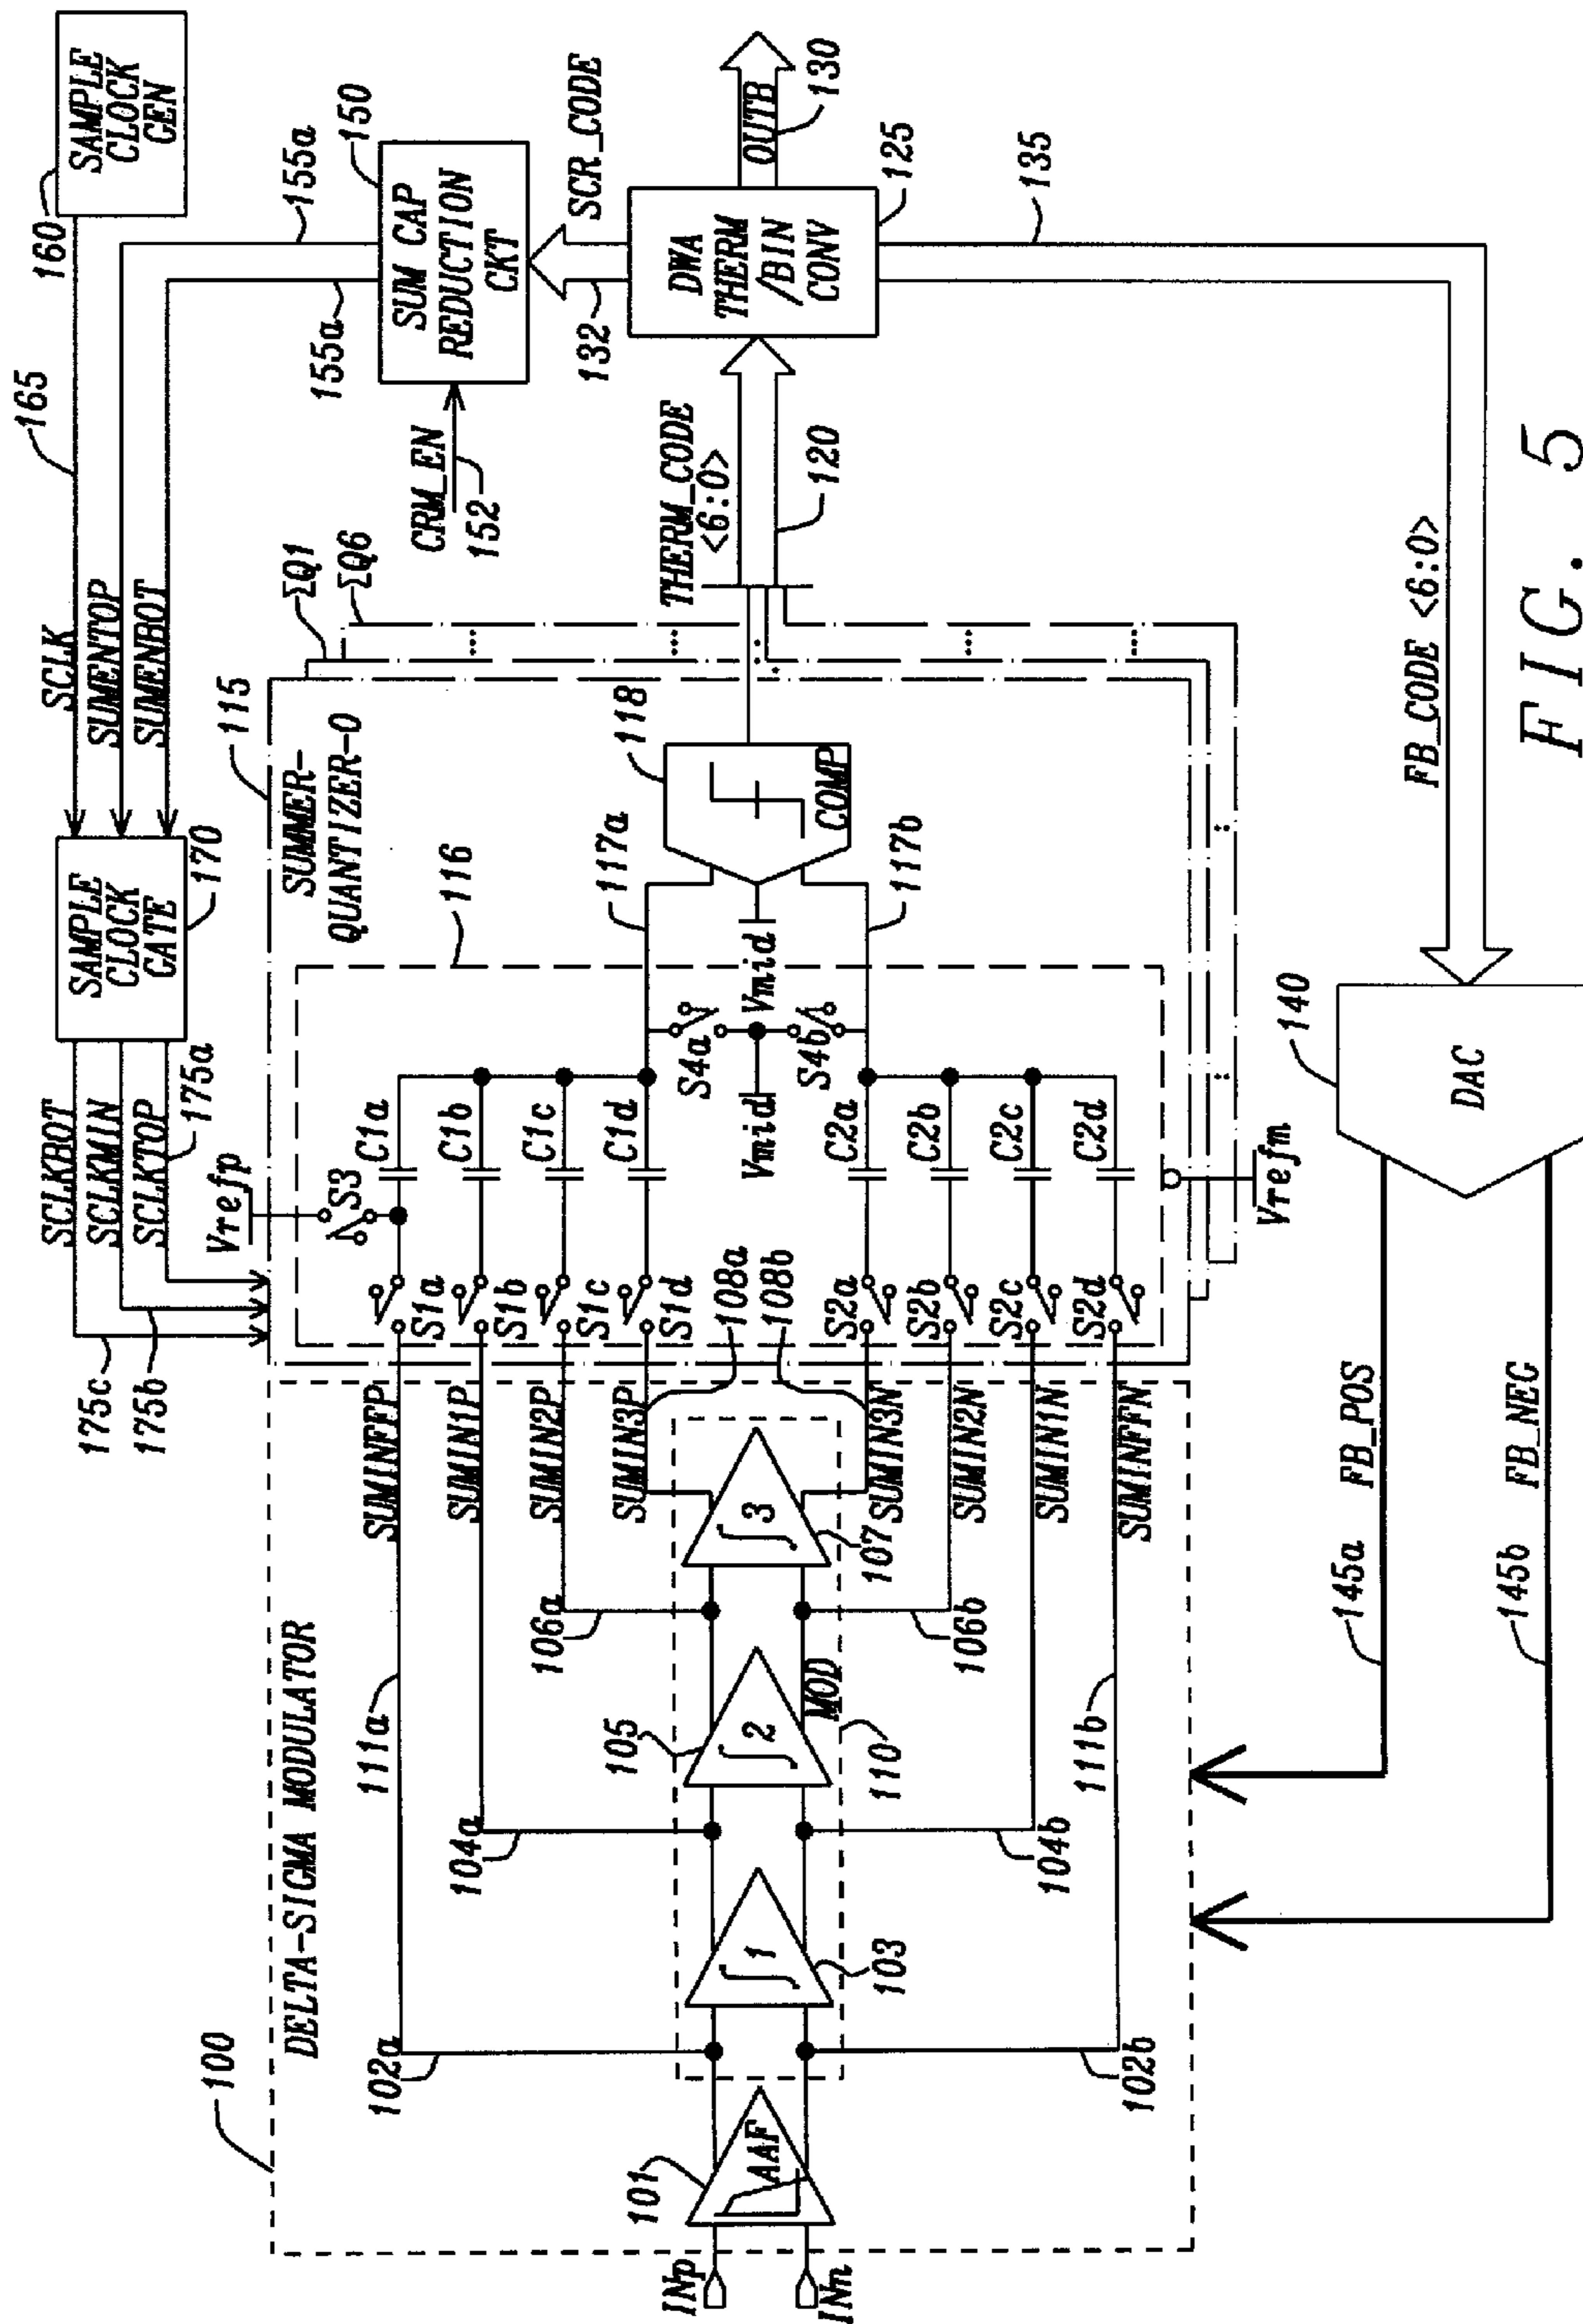 100
DELTA-SIGMA MODULATOR
INp
INm
101
AAF
102a
102b
1
103
104a
104b
2
105
106a
106b
MOD
110
3
107
108a
108b
111a
111b
SUMINFFP
SUMIN1P
SUMIN2P
SUMIN3P
SUMIN3N
SUMIN2N
SUMIN1N
SUMINFFN
175c
175b
175a
SCLKBOT
SCLKMIN
SCLKTOP
SAMPLE
CLOCK
GATE
170
SCLK
SUMENTOP
SUMENBOT
165
160
SAMPLE
CLOCK
GEN
155a
155a
Vrefp
S3
S1a
S1b
S1c
S1d
S2a
S2b
S2c
S2d
C1a
C1b
C1c
C1d
C2a
C2b
C2c
C2d
S4a
S4b
Vmid
Vmid
Vrefm
116
SUMMER-
QUANTIZER-0
115
117a
117b
118
COMP
ΣQ1
ΣQ6
CRM_EN
152
SUM CAP
REDUCTION
CKT
150
SCR_CODE
132
THERM_CODE
<6:0>
120
DWA
THERM
/BIN
CONV
125
OUTB
130
135
FB_CODE <6:0>
140
DAC
145a
FB_POS
145b
FB_NEG
FIG. 5